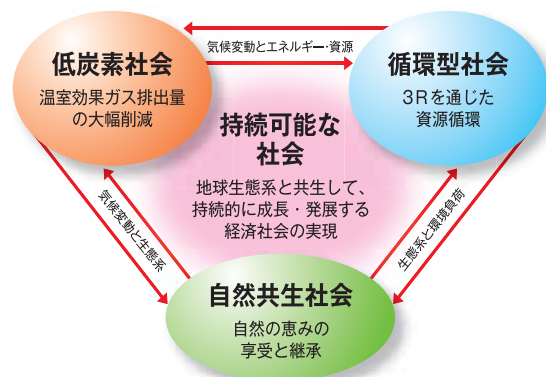 気候変動とエネルギー・資源
低炭素社会
温室効果ガス排出量
の大幅削減
循環型社会
3Rを通じた
資源循環
持続可能な
社会
地球生態系と共生して、
持続的に成長・発展する
経済社会の実現
気候変動と生態系
生態系と環境負荷
自然共生社会
自然の恵みの
享受と継承